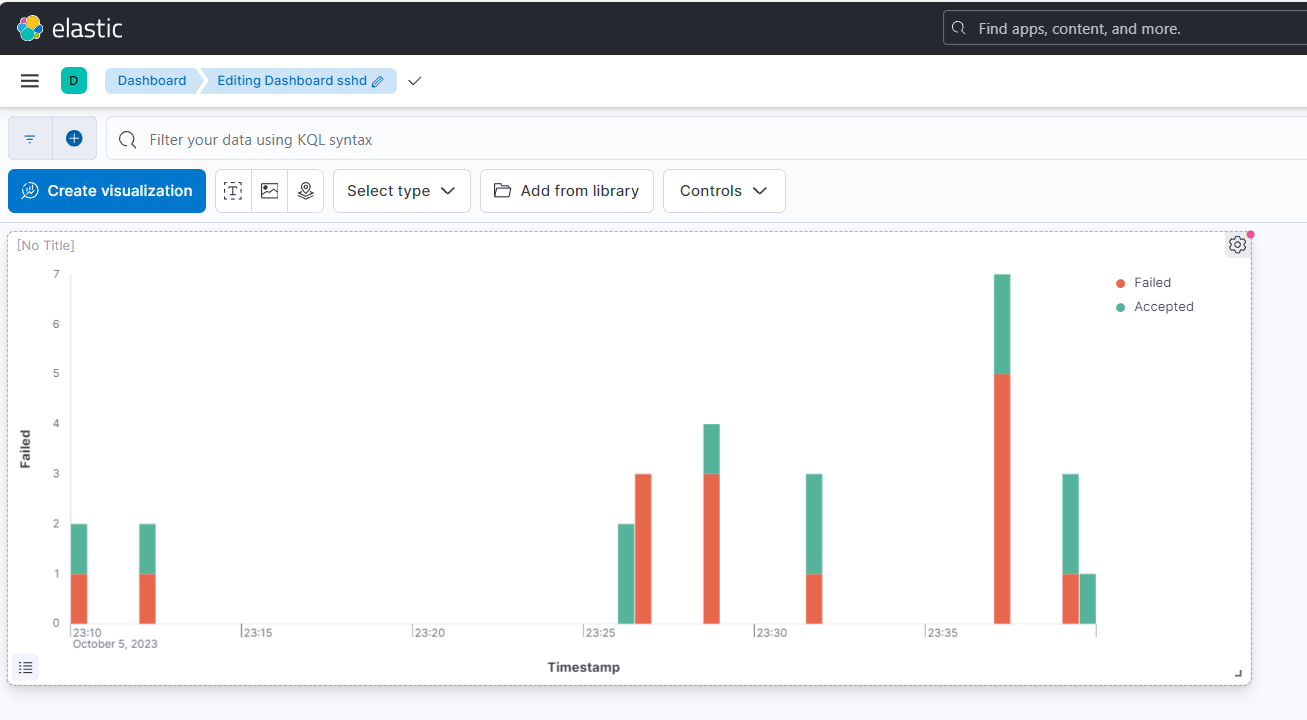 elastic
Find apps, content, and more.
D
Dashboard
Editing Dashboard sshd
Filter your data using KQL syntax
Create visualization
Select type
Add from library
Controls
[No Title]
Failed
Accepted
7
6
5
4
3
2
1
0
Failed
23:10
23:15
23:20
23:25
23:30
23:35
October 5, 2023
Timestamp